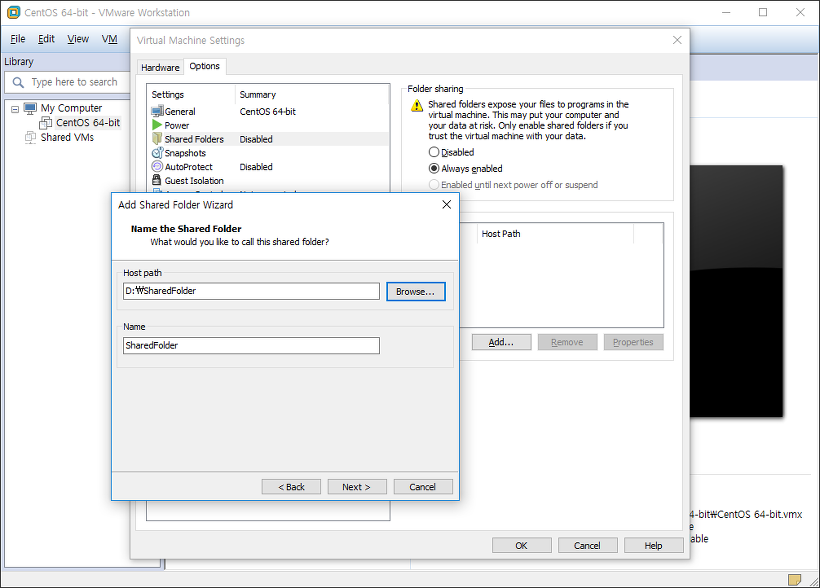 CentOS 64-bit - VMware Workstation
File Edit View VM
Library
Type here to search
My Computer
CentOS 64-bit
Shared VMs
Virtual Machine Settings
Hardware Options
Settings Summary
General CentOS 64-bit
Power
Shared Folders Disabled
Snapshots
AutoProtect Disabled
Guest Isolation
Folder sharing
Shared folders expose your files to programs in the
virtual machine. This may put your computer and
your data at risk. Only enable shared folders if you
trust the virtual machine with your data.
Disabled
Always enabled
Enabled until next power off or suspend
Host Path
Add... Remove Properties
Add Shared Folder Wizard
Name the Shared Folder
What would you like to call this shared folder?
Host path
D:₩SharedFolder Browse...
Name
SharedFolder
< Back Next > Cancel
4-bit₩CentOS 64-bit.vmx
e
able
OK Cancel Help